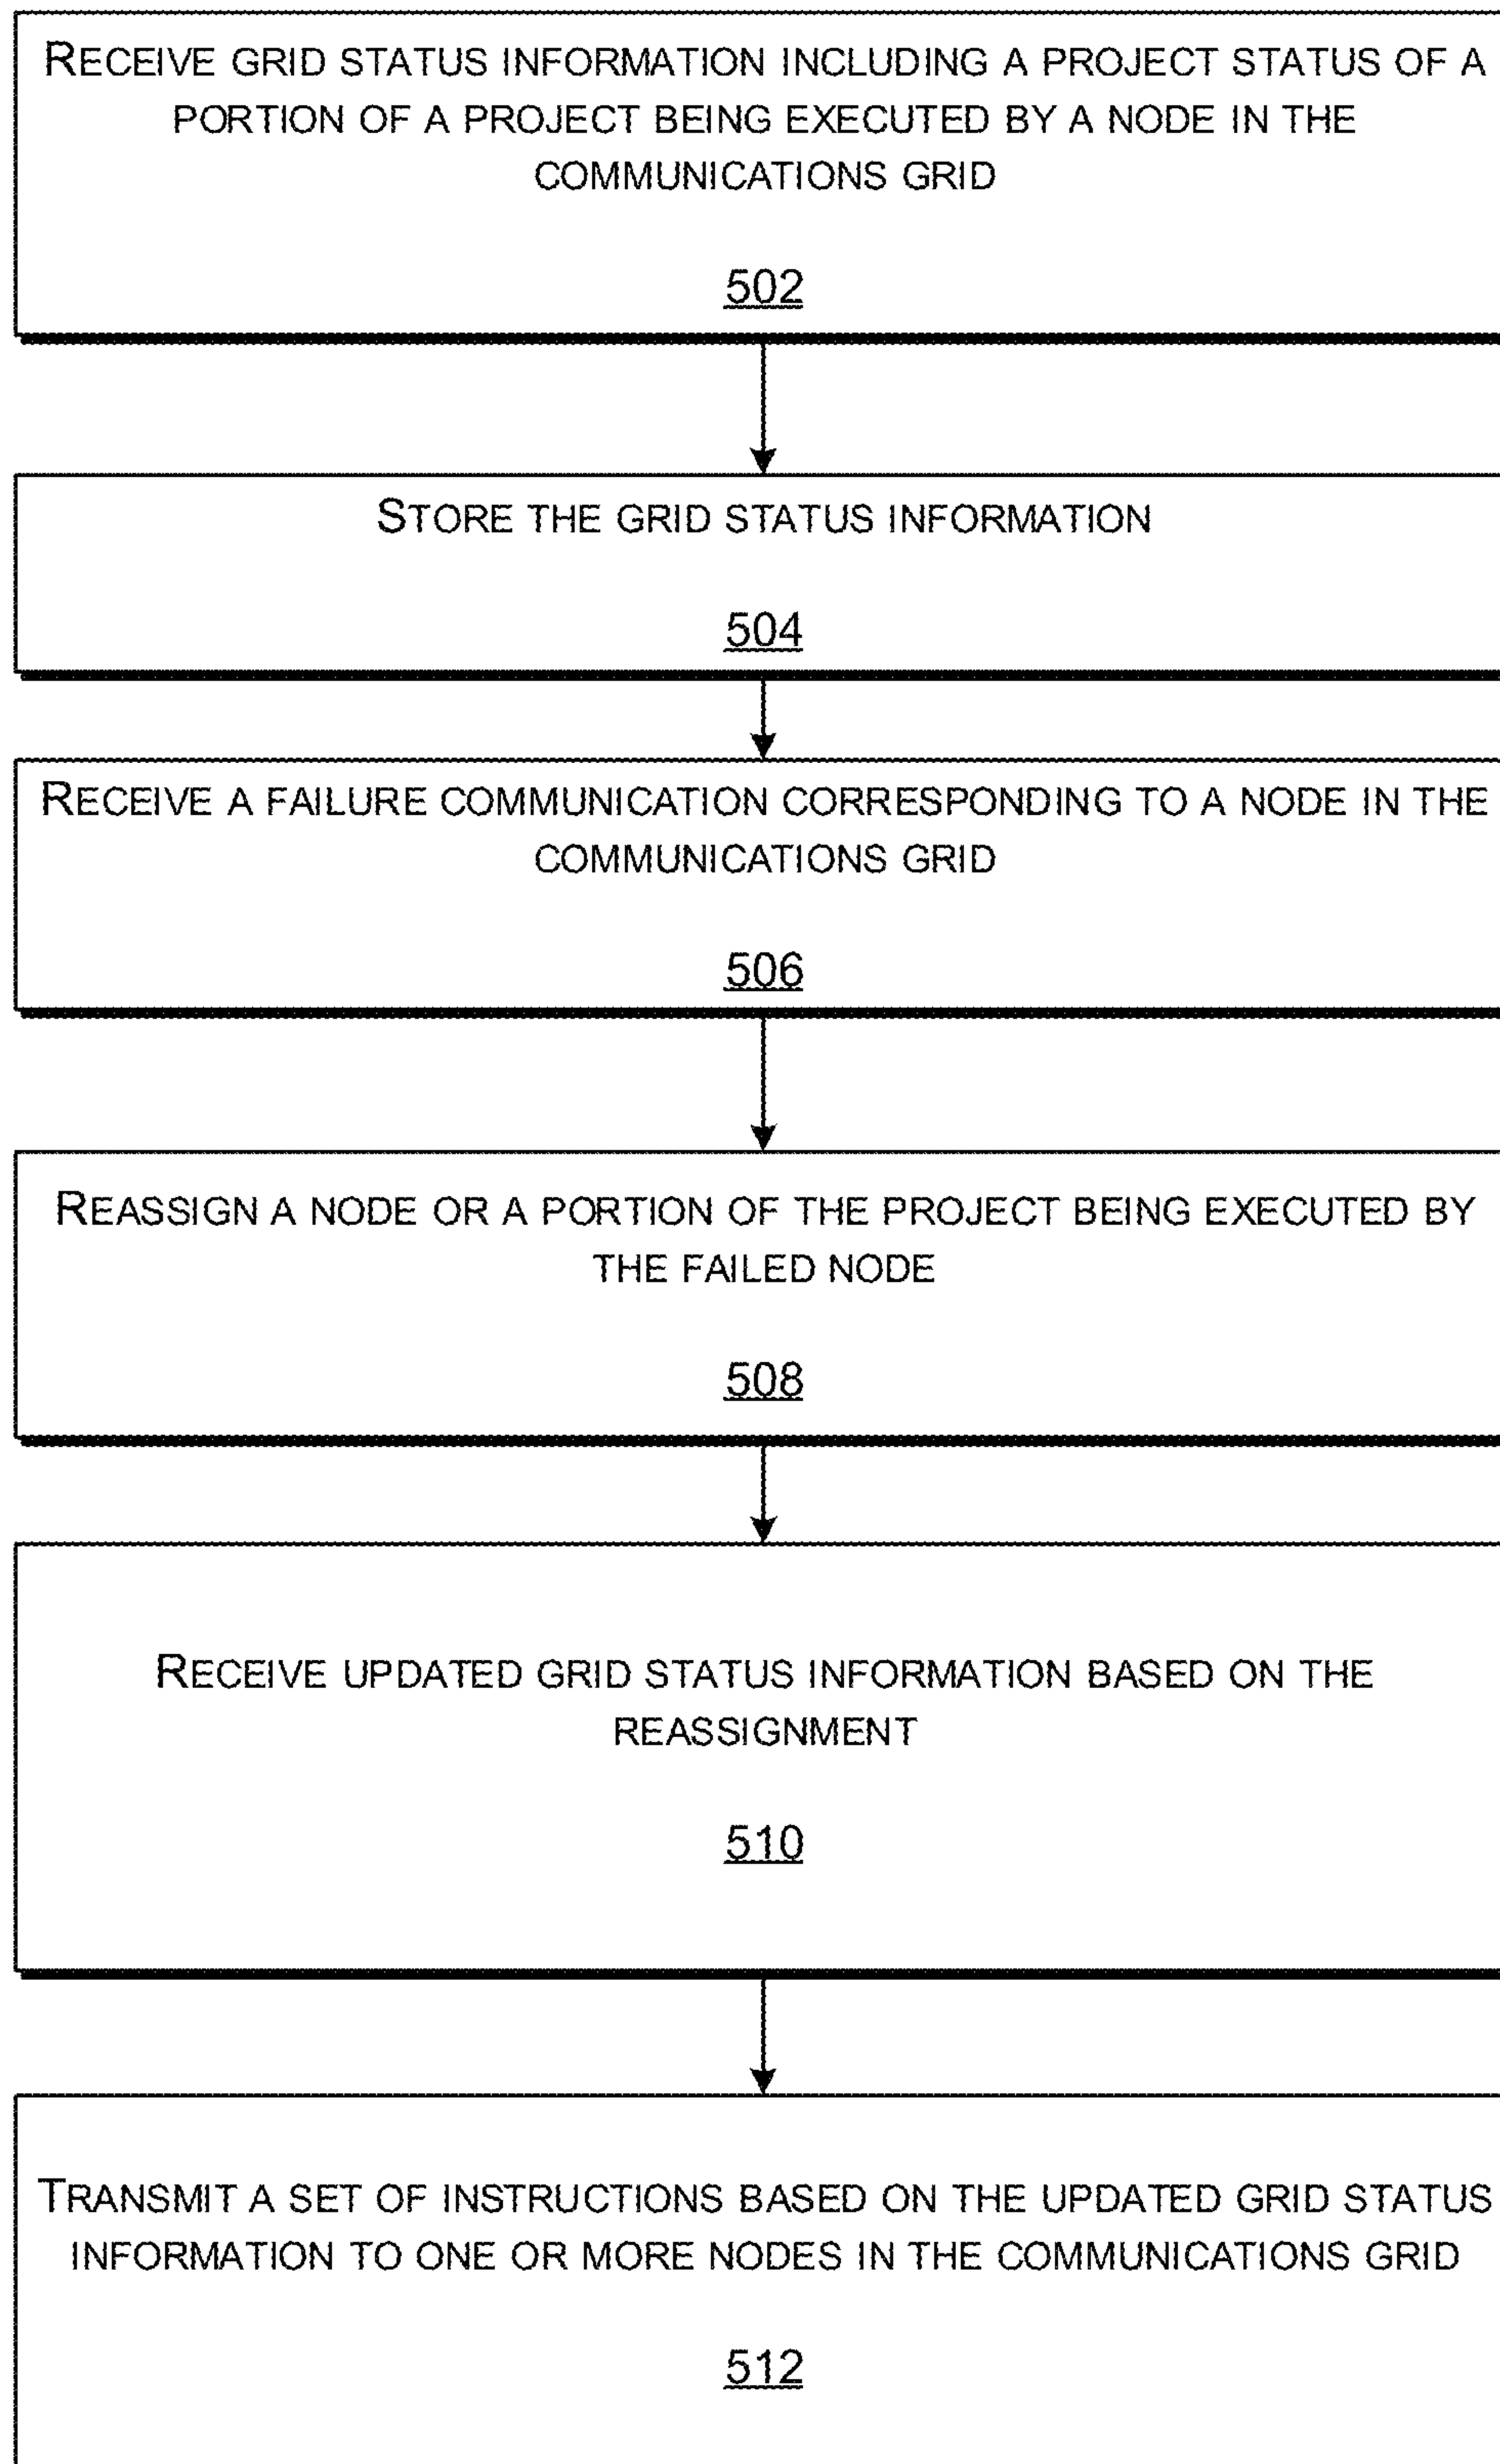 RECEIVE GRID STATUS INFORMATION INCLUDING A PROJECT STATUS OF A
PORTION OF A PROJECT BEING EXECUTED BY A NODE IN THE
COMMUNICATIONS GRID
502
STORE THE GRID STATUS INFORMATION
504
RECEIVE A FAILURE COMMUNICATION CORRESPONDING TO A NODE IN THE
COMMUNICATIONS GRID
506
REASSIGN A NODE OR A PORTION OF THE PROJECT BEING EXECUTED BY
THE FAILED NODE
508
RECEIVE UPDATED GRID STATUS INFORMATION BASED ON THE
REASSIGNMENT
510
TRANSMIT A SET OF INSTRUCTIONS BASED ON THE UPDATED GRID STATUS
INFORMATION TO ONE OR MORE NODES IN THE COMMUNICATIONS GRID
512